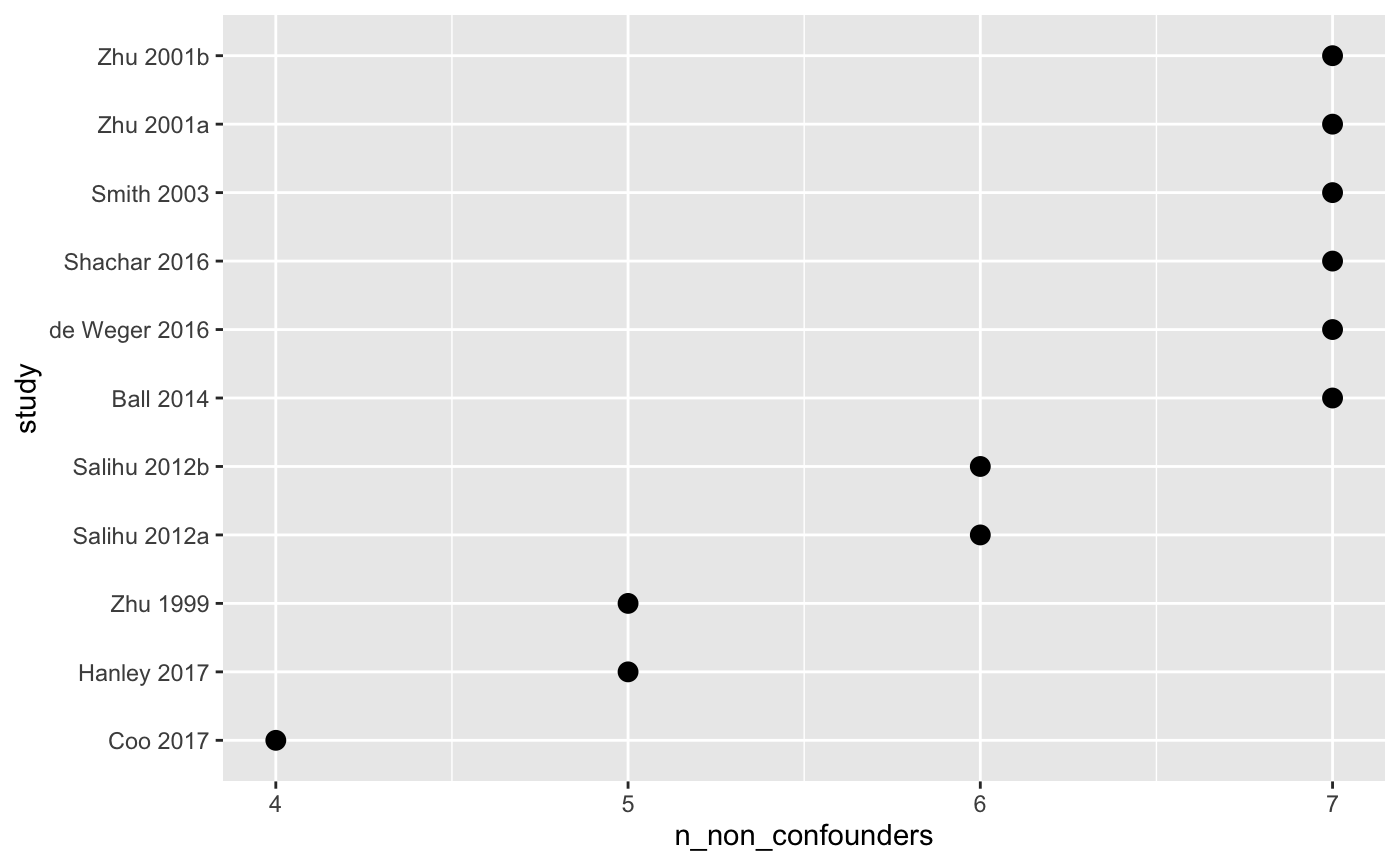 Zhu 2001b
Zhu 2001a
Smith 2003
Shachar 2016
de Weger 2016
Ball 2014
Salihu 2012b
Salihu 2012a
Zhu 1999
Hanley 2017
Coo 2017
study
4 5 6 7
n_non_confounders